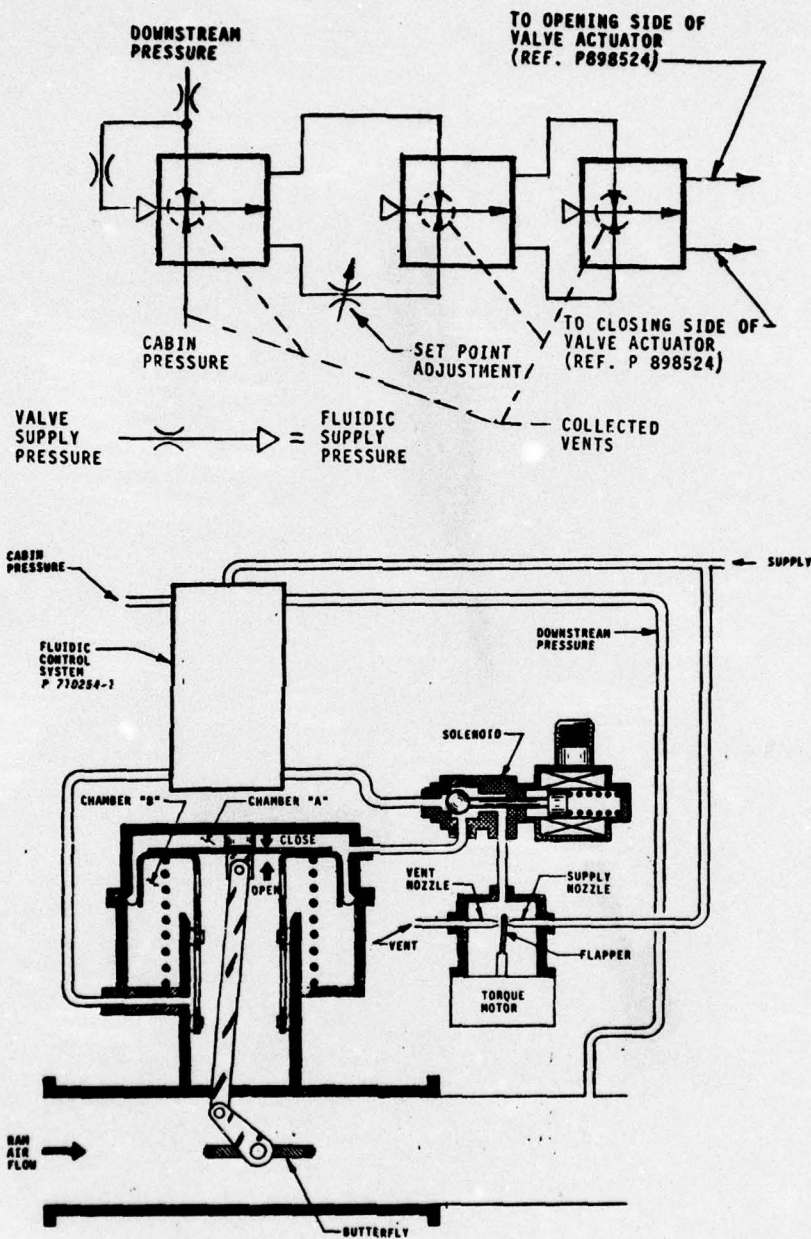 DOWNSTREAM
PRESSURE
TO OPENING SIDE OF
VALVE ACTUATOR
(REF. P898524)
CABIN
PRESSURE
SET POINT
ADJUSTMENT
TO CLOSING SIDE OF
VALVE ACTUATOR
(REF. P 898524)
VALVE
SUPPLY
PRESSURE
=
FLUIDIC
SUPPLY
PRESSURE
COLLECTED
VENTS
CABIN
PRESSURE
SUPPLY
FLUIDIC
CONTROL
SYSTEM
P 710254-1
DOWNSTREAM
PRESSURE
SOLENOID
CHAMBER "B"
CHAMBER "A"
CLOSE
OPEN
VENT
NOZZLE
SUPPLY
NOZZLE
VENT
FLAPPER
TORQUE
MOTOR
RAM
AIR
FLOW
BUTTERFLY